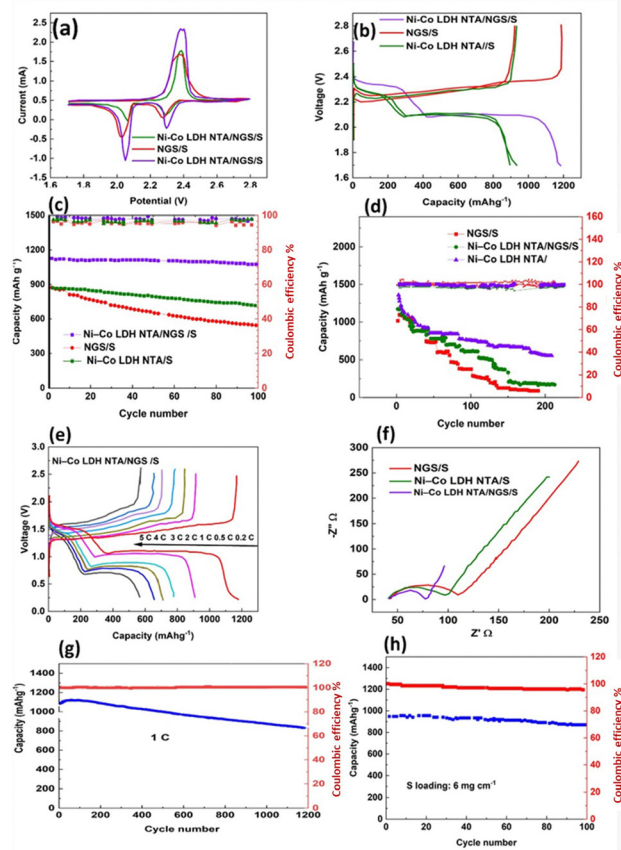 (a)
Ni-Co LDH NTA/NGS/S
NGS/S
Ni-Co LDH NTA/NGS/S
Current (mA)
2.5
2.0
1.5
1.0
0.5
0.0
-0.5
-1.0
-1.5
1.6 1.8 2.0 2.2 2.4 2.6 2.8
Potential (V)
(b)
Ni-Co LDH NTA/NGS/S
NGS/S
Ni-Co LDH NTA//S
Voltage (V)
2.8
2.6
2.4
2.2
2.0
1.8
1.6
0 200 400 600 800 1000 1200
Capacity (mAhg⁻¹)
(c)
Capacity (mAh g⁻¹)
1500
1200
900
600
300
0
Ni–Co LDH NTA/NGS /S
NGS/S
Ni–Co LDH NTA/S
0 20 40 60 80 100
Cycle number
100
80
60
40
20
0
Coulombic efficiency %
(d)
NGS/S
Ni–Co LDH NTA/NGS/S
Ni–Co LDH NTA/
Capacity (mAh g⁻¹)
2000
1500
1000
500
0
0 100 200
Cycle number
160
140
120
100
80
60
40
20
0
Coulombic efficiency %
(e)
Ni–Co LDH NTA/NGS /S
Voltage (V)
3.0
2.5
2.0
1.5
1.0
0.5
0.0
5 C 4 C 3 C 2 C 1 C 0.5 C 0.2 C
0 200 400 600 800 1000 1200
Capacity (mAhg⁻¹)
(f)
NGS/S
Ni–Co LDH NTA/S
Ni–Co LDH NTA/NGS/S
-Z'' Ω
300
250
200
150
100
50
0
0 50 100 150 200 250
Z' Ω
(g)
Capacity (mAhg⁻¹)
1400
1200
1000
800
600
400
200
0
1 C
0 200 400 600 800 1000 1200
Cycle number
120
100
80
60
40
20
0
Coulombic efficiency %
(h)
Capacity (mAhg⁻¹)
1400
1200
1000
800
600
400
200
0
S loading: 6 mg cm⁻¹
0 20 40 60 80 100
Cycle number
120
100
80
60
40
20
0
Coulombic efficiency %